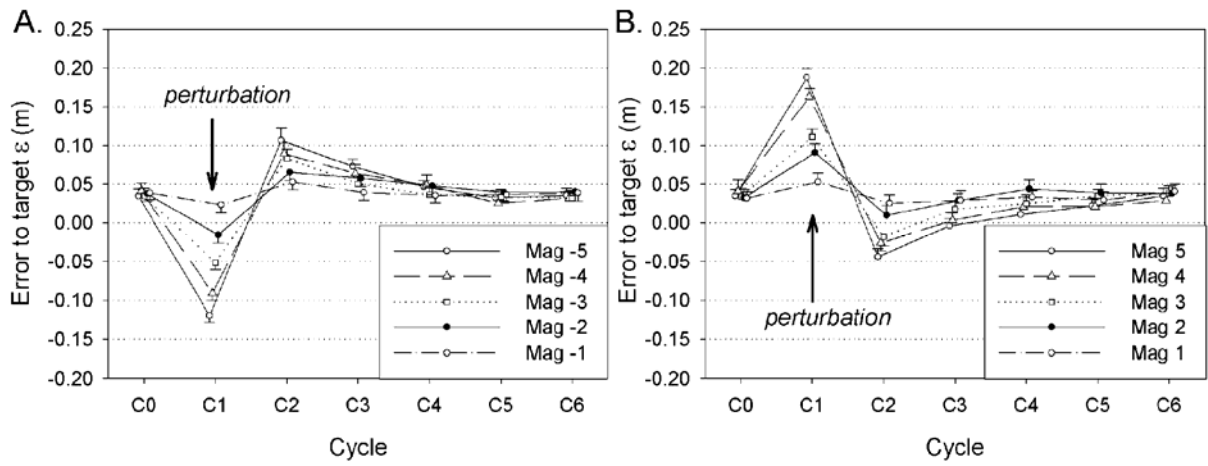 A.
0.25
0.20
0.15
0.10
0.05
0.00
-0.05
-0.10
-0.15
-0.20
Error to target ε (m)
perturbation
Mag -5
Mag -4
Mag -3
Mag -2
Mag -1
C0 C1 C2 C3 C4 C5 C6
Cycle
B.
0.25
0.20
0.15
0.10
0.05
0.00
-0.05
-0.10
-0.15
-0.20
Error to target ε (m)
perturbation
Mag 5
Mag 4
Mag 3
Mag 2
Mag 1
C0 C1 C2 C3 C4 C5 C6
Cycle